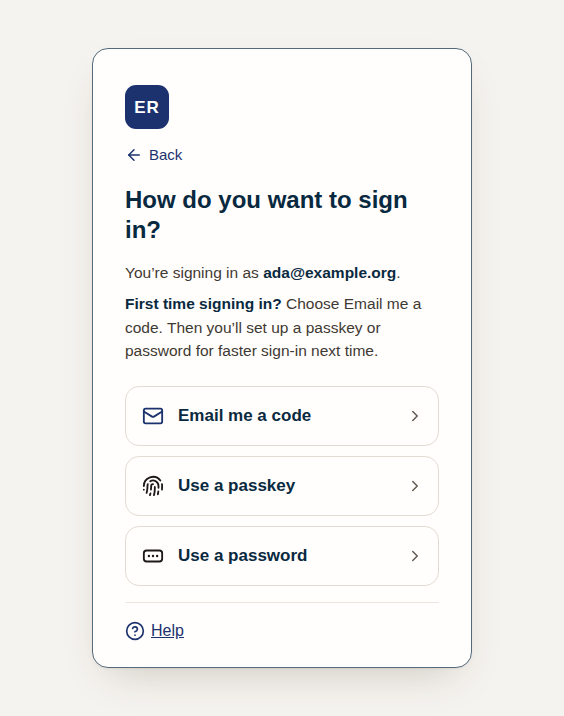 ER
Back
How do you want to sign
in?
You’re signing in as ada@example.org.
First time signing in? Choose Email me a
code. Then you’ll set up a passkey or
password for faster sign-in next time.
Email me a code
Use a passkey
Use a password
Help